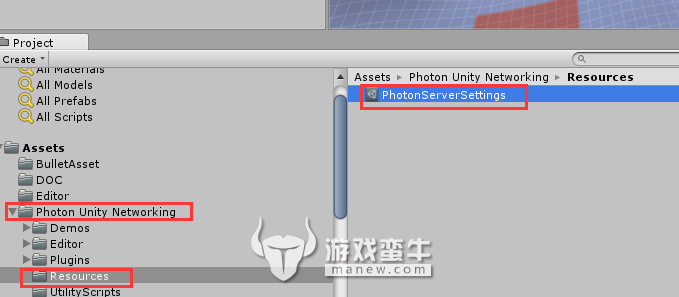 Project
Create
All Materials
All Models
All Prefabs
All Scripts
Assets
BulletAsset
DOC
Editor
Photon Unity Networking
Demos
Editor
Plugins
Resources
UtilityScripts
Assets ▸ Photon Unity Networking ▸ Resources
PhotonServerSettings
游戏蛮牛
manew.com